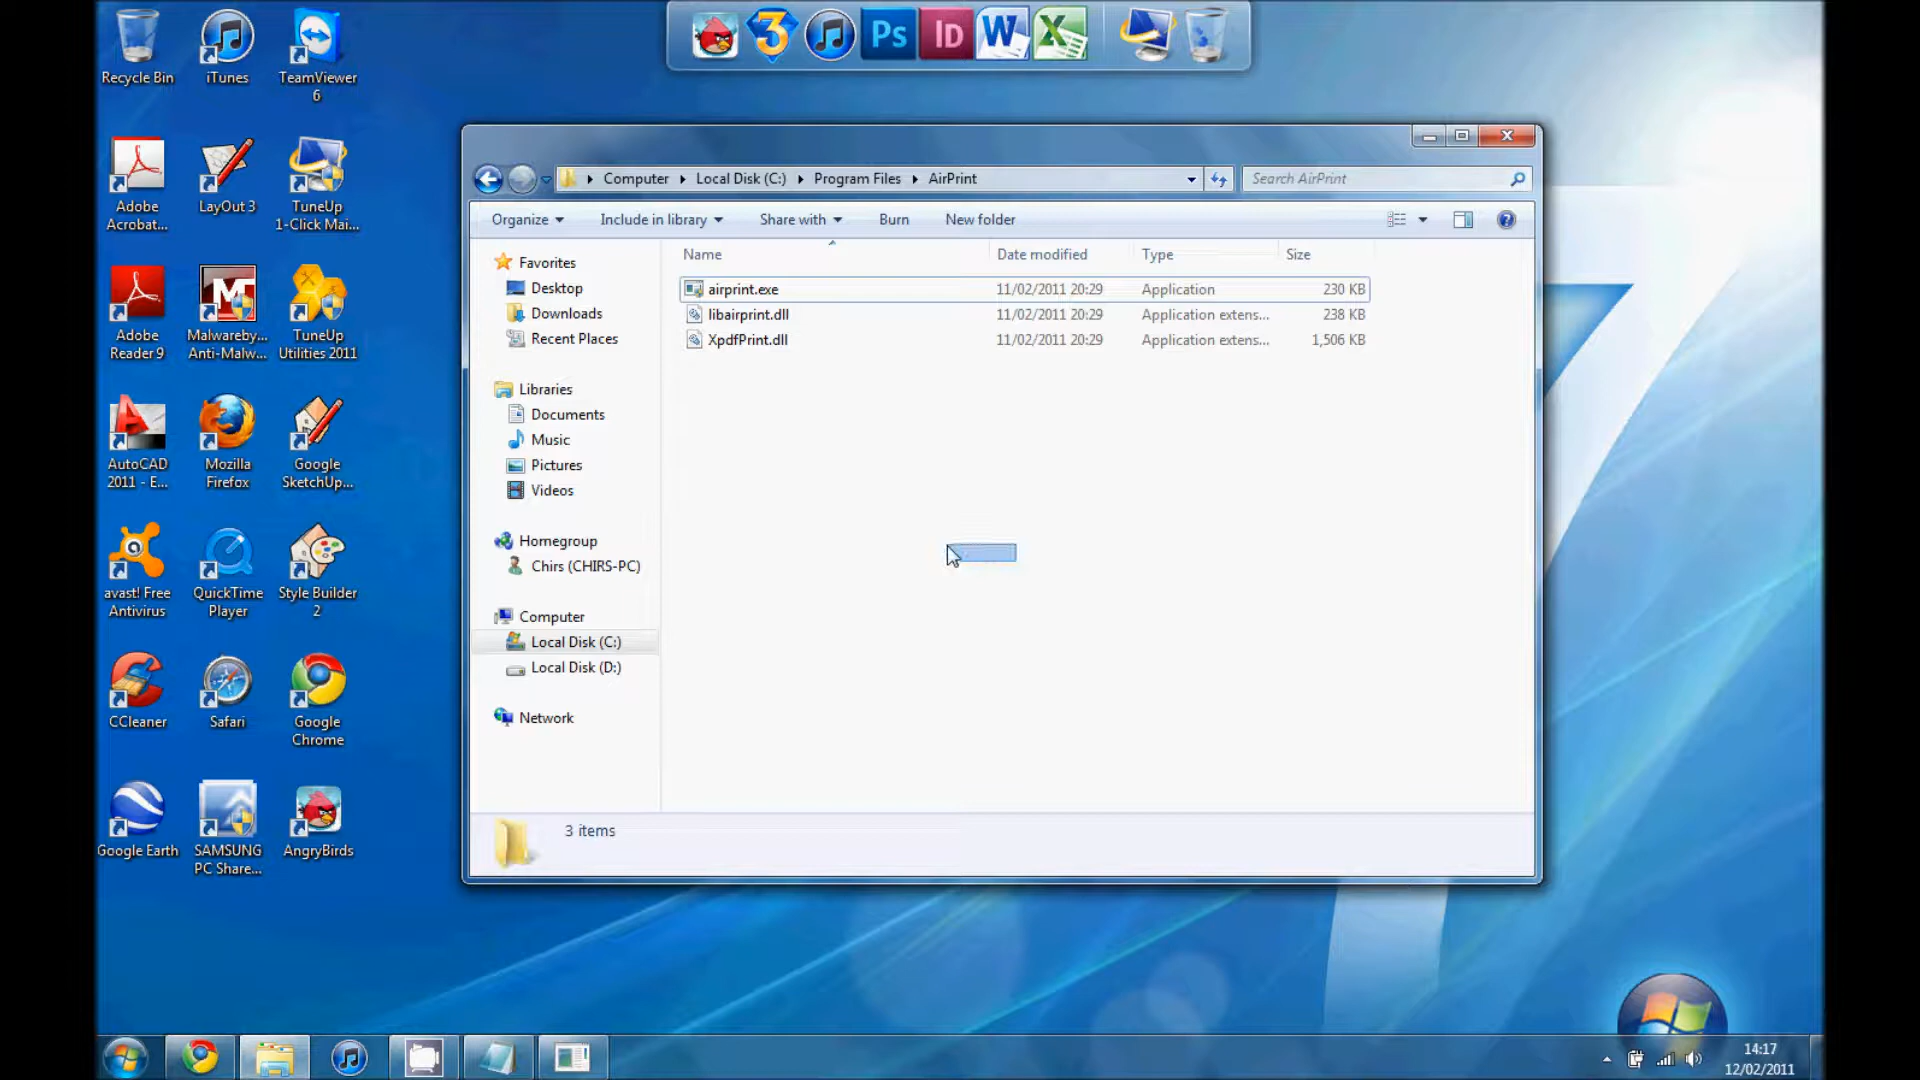 Recycle Bin
iTunes
TeamViewer
6
3
Ps
Id
W
X
Computer
Local Disk (C:)
Program Files
AirPrint
Search AirPrint
Organize
Include in library
Share with
Burn
New folder
Name
Date modified
Type
Size
airprint.exe
11/02/2011 20:29
Application
230 KB
libairprint.dll
11/02/2011 20:29
Application extens...
238 KB
XpdfPrint.dll
11/02/2011 20:29
Application extens...
1,506 KB
Favorites
Desktop
Downloads
Recent Places
Libraries
Documents
Music
Pictures
Videos
Homegroup
Chirs (CHIRS-PC)
Computer
Local Disk (C:)
Local Disk (D:)
Network
3 items
Adobe
Acrobat...
LayOut 3
TuneUp
1-Click Mai...
Adobe
Reader 9
Malwareby...
Anti-Malw...
TuneUp
Utilities 2011
AutoCAD
2011 - E...
Mozilla
Firefox
Google
SketchUp...
avast! Free
Antivirus
QuickTime
Player
Style Builder
2
CCleaner
Safari
Google
Chrome
Google Earth
SAMSUNG
PC Share...
AngryBirds
14:17
12/02/2011